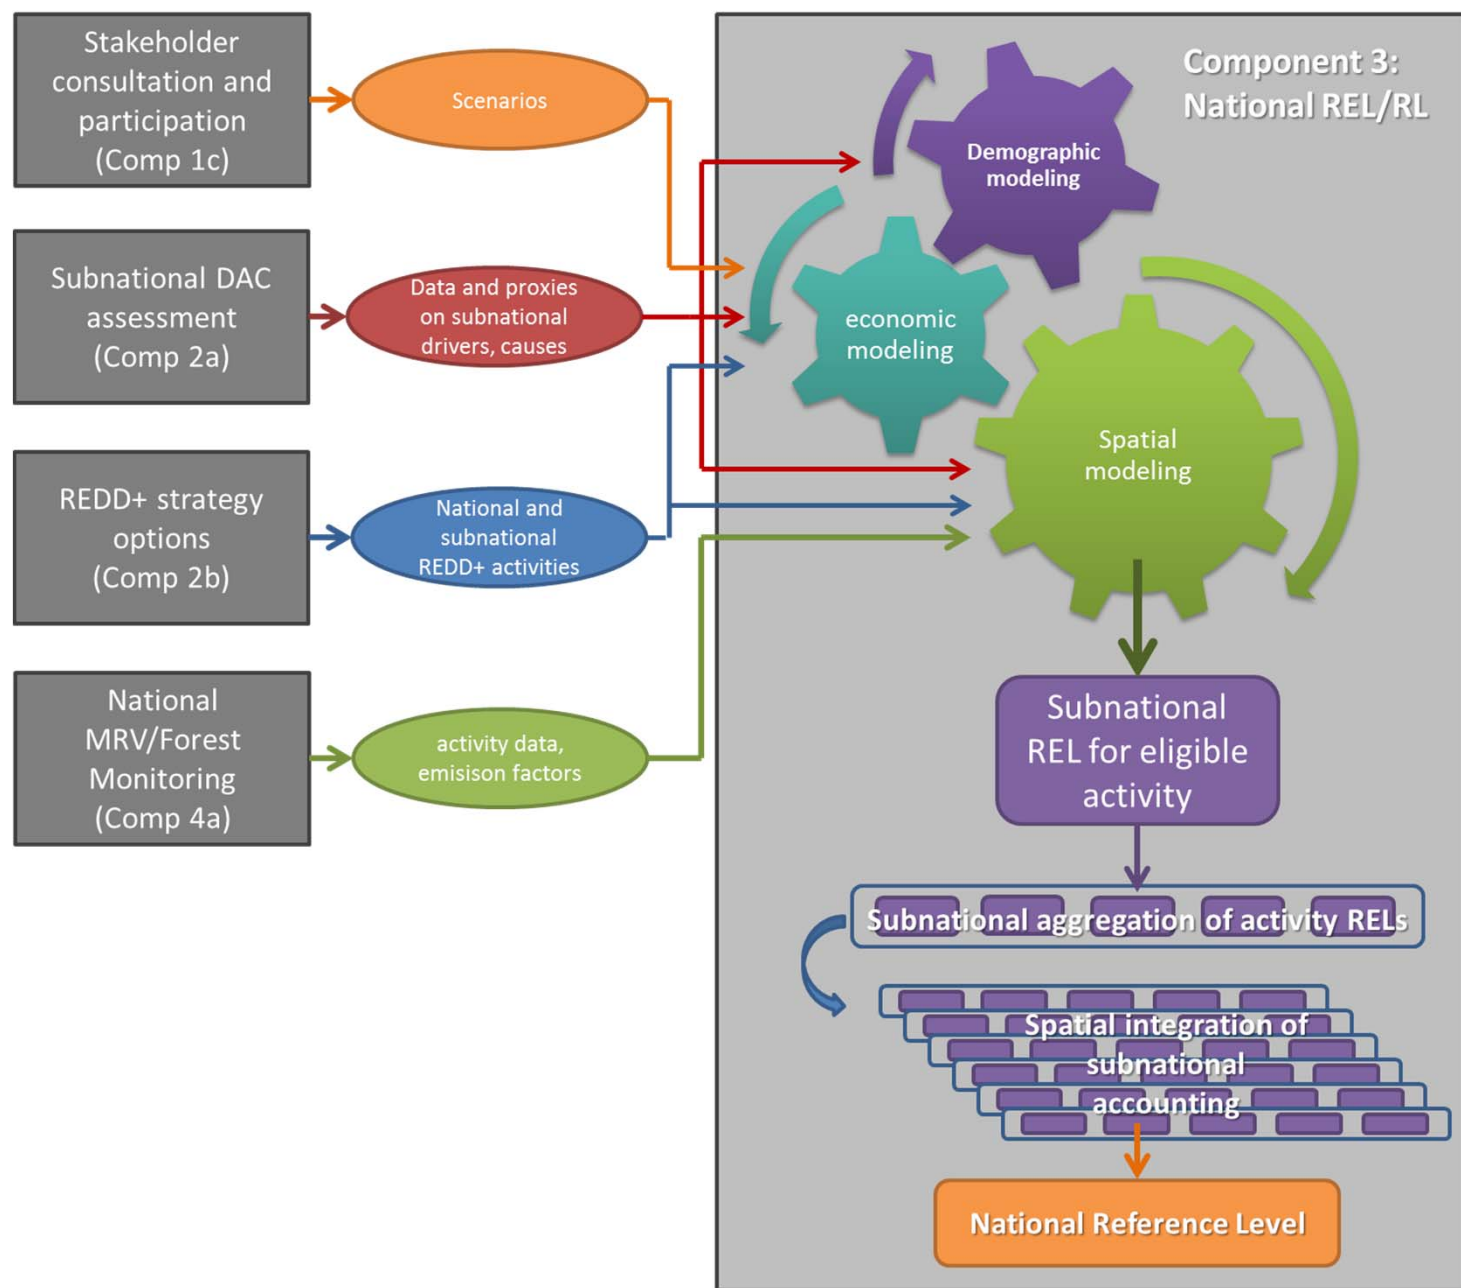 Stakeholder
consultation and
participation
(Comp 1c)
Scenarios
Subnational DAC
assessment
(Comp 2a)
Data and proxies
on subnational
drivers, causes
REDD+ strategy
options
(Comp 2b)
National and
subnational
REDD+ activities
National
MRV/Forest
Monitoring
(Comp 4a)
activity data,
emisison factors
Component 3:
National REL/RL
Demographic
modeling
economic
modeling
Spatial
modeling
Subnational
REL for eligible
activity
Subnational aggregation of activity RELs
Spatial integration of
subnational
accounting
National Reference Level